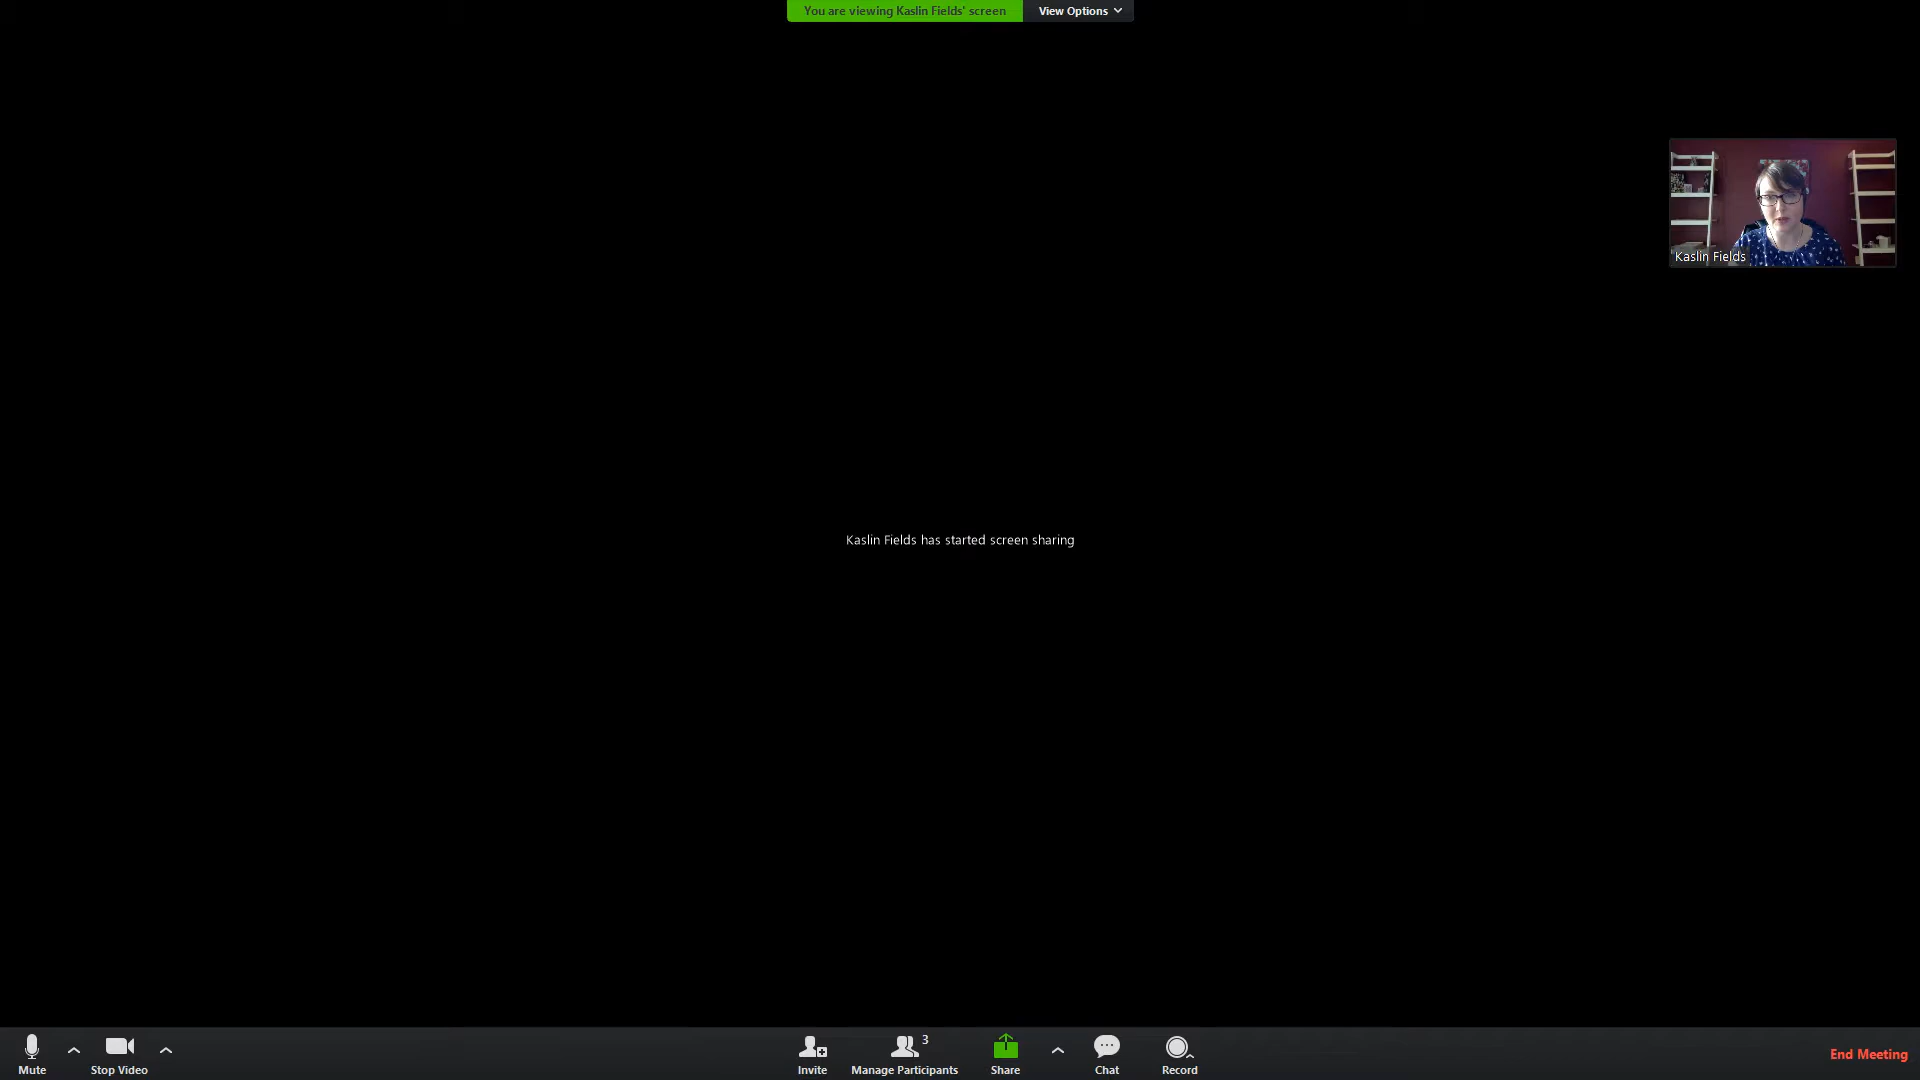 You are viewing Kaslin Fields' screen
View Options
Kaslin Fields
Kaslin Fields has started screen sharing
Mute
Stop Video
Invite
3
Manage Participants
Share
Chat
Record
End Meeting